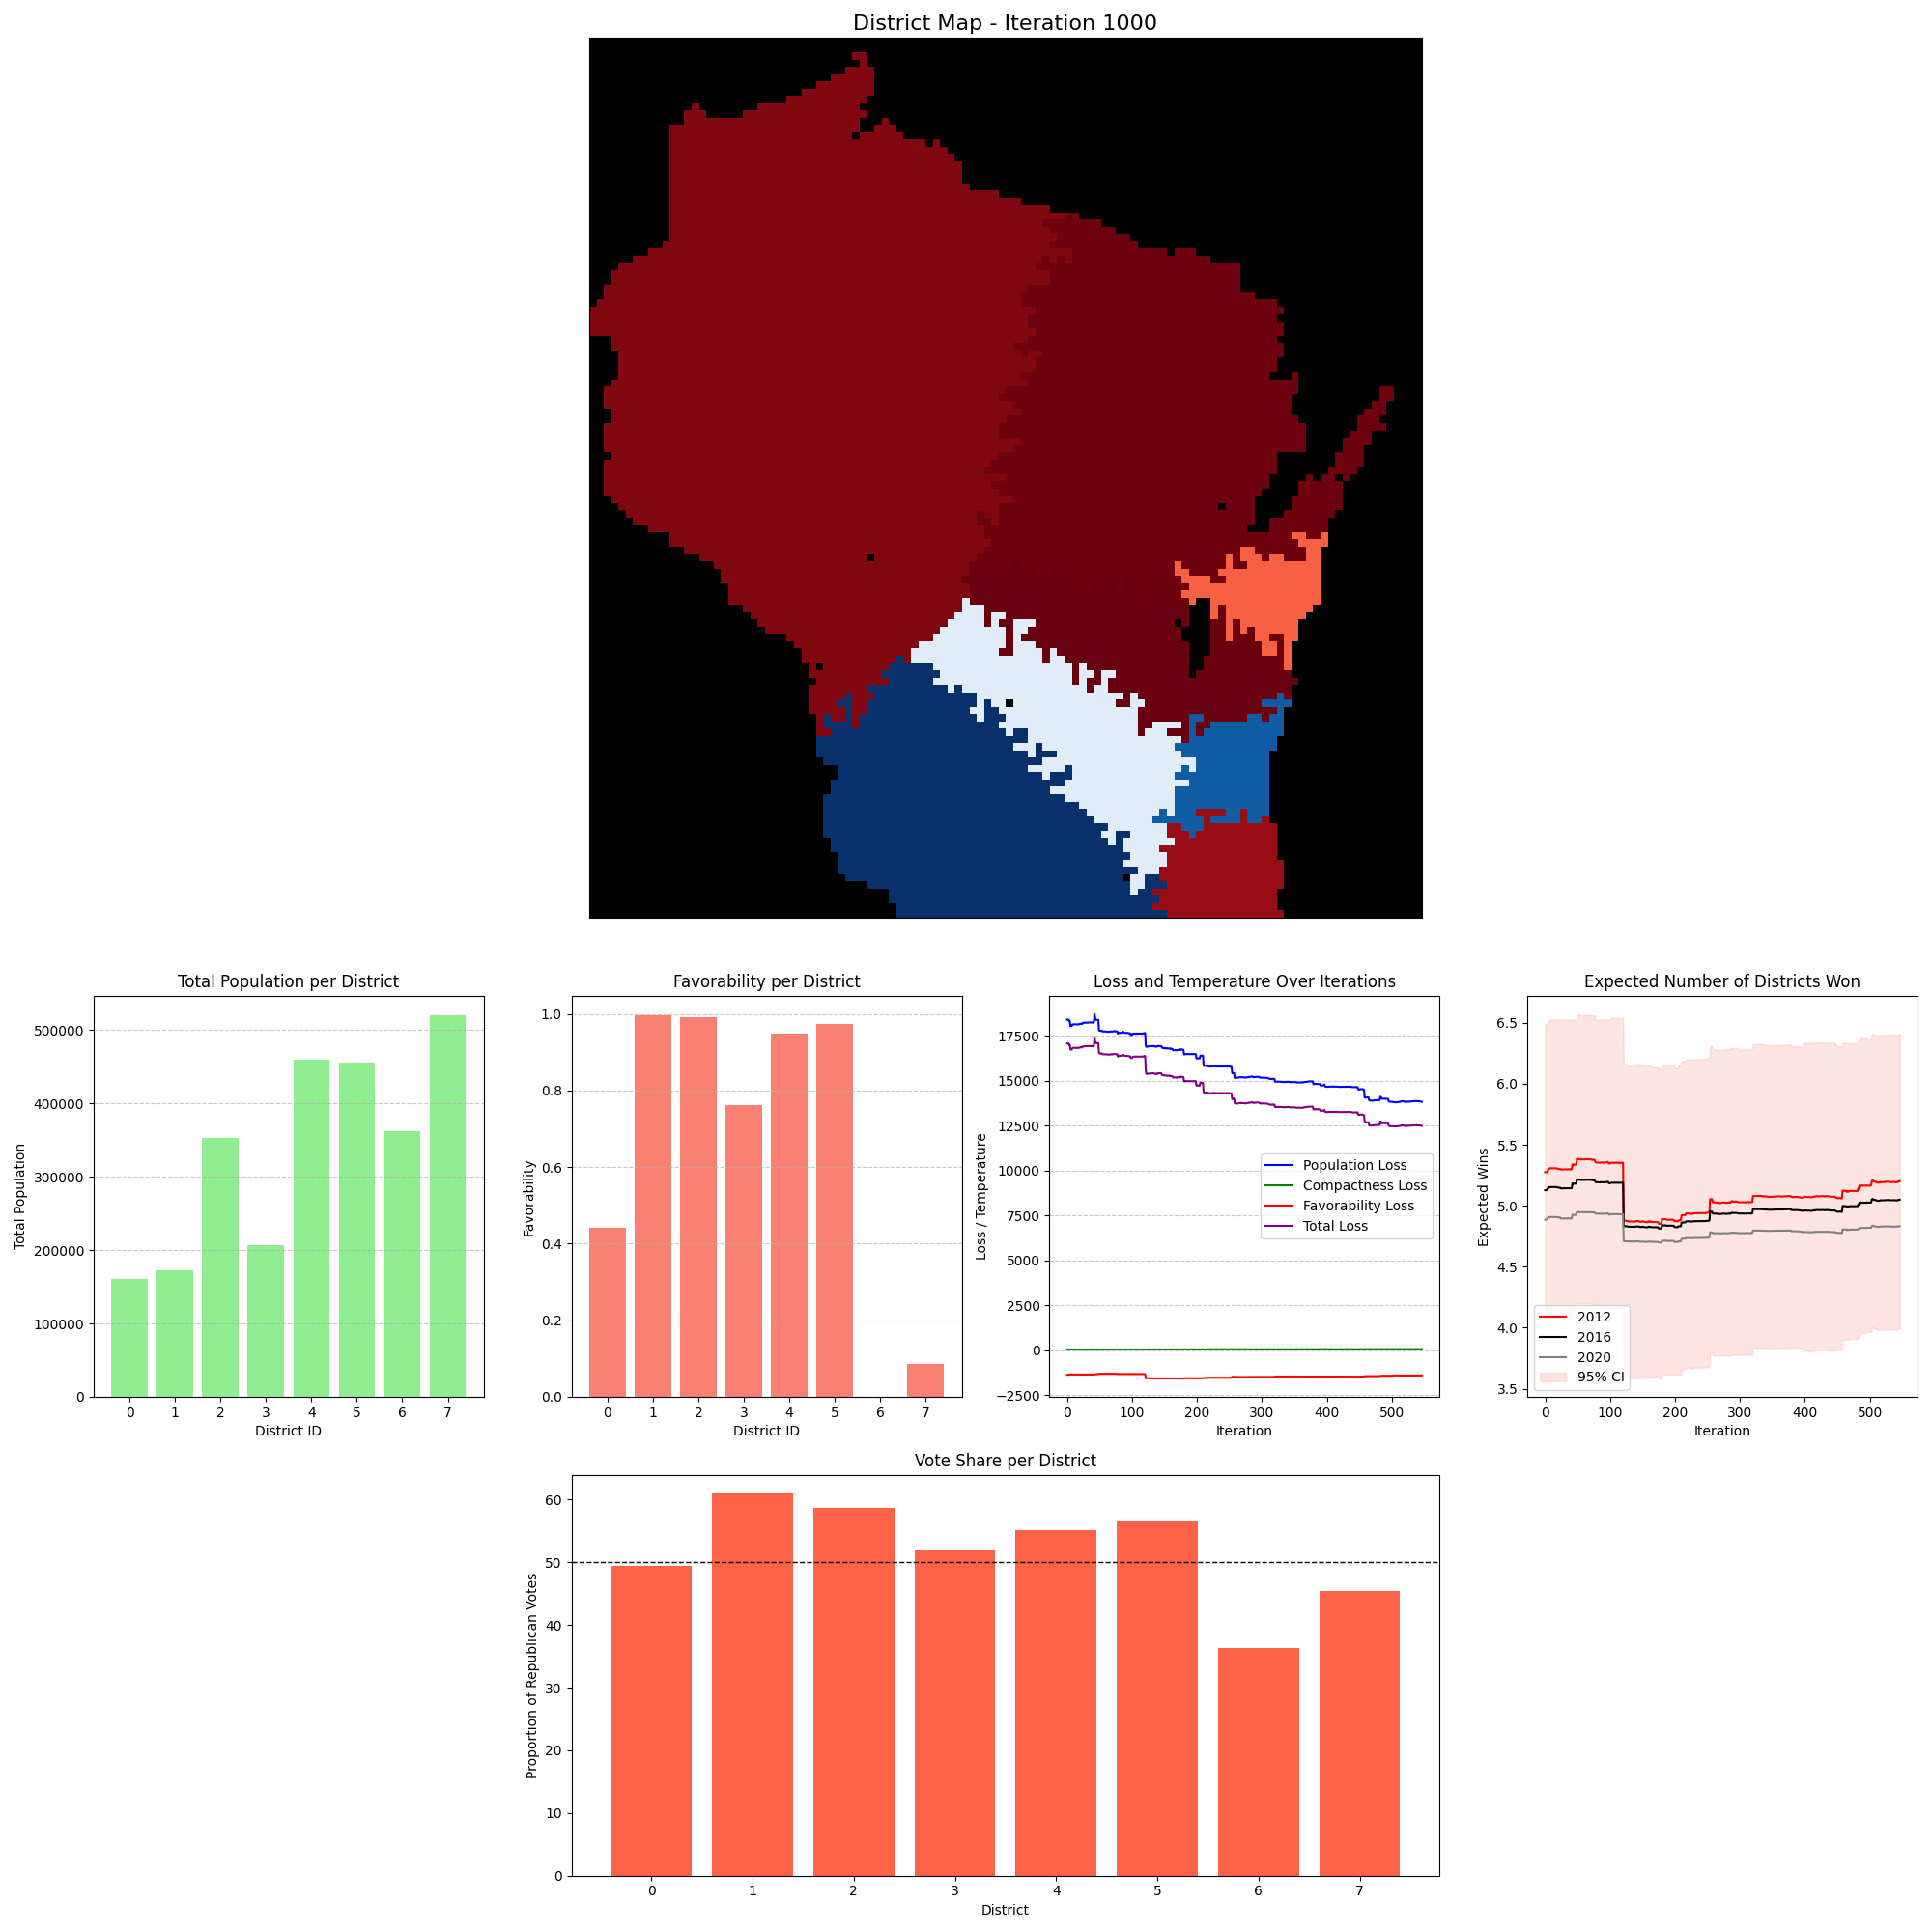 District Map - Iteration 1000
Total Population per District
Total Population
500000
400000
300000
200000
100000
0
0 1 2 3 4 5 6 7
District ID
Favorability per District
Favorability
1.0
0.8
0.6
0.4
0.2
0.0
0 1 2 3 4 5 6 7
District ID
Loss and Temperature Over Iterations
Loss / Temperature
17500
15000
12500
10000
7500
5000
2500
0
−2500
Population Loss
Compactness Loss
Favorability Loss
Total Loss
0 100 200 300 400 500
Iteration
Expected Number of Districts Won
Expected Wins
6.5
6.0
5.5
5.0
4.5
4.0
3.5
2012
2016
2020
95% CI
0 100 200 300 400 500
Iteration
Vote Share per District
Proportion of Republican Votes
60
50
40
30
20
10
0
0 1 2 3 4 5 6 7
District